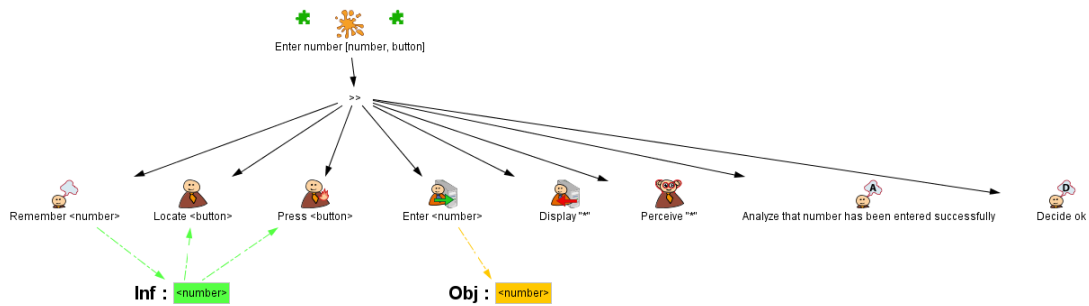 Enter number [number, button]
>>
Remember <number>
Locate <button>
Press <button>
Enter <number>
Display "*"
Perceive "*"
A
Analyze that number has been entered successfully
D
Decide ok
Inf : <number>
Obj : <number>